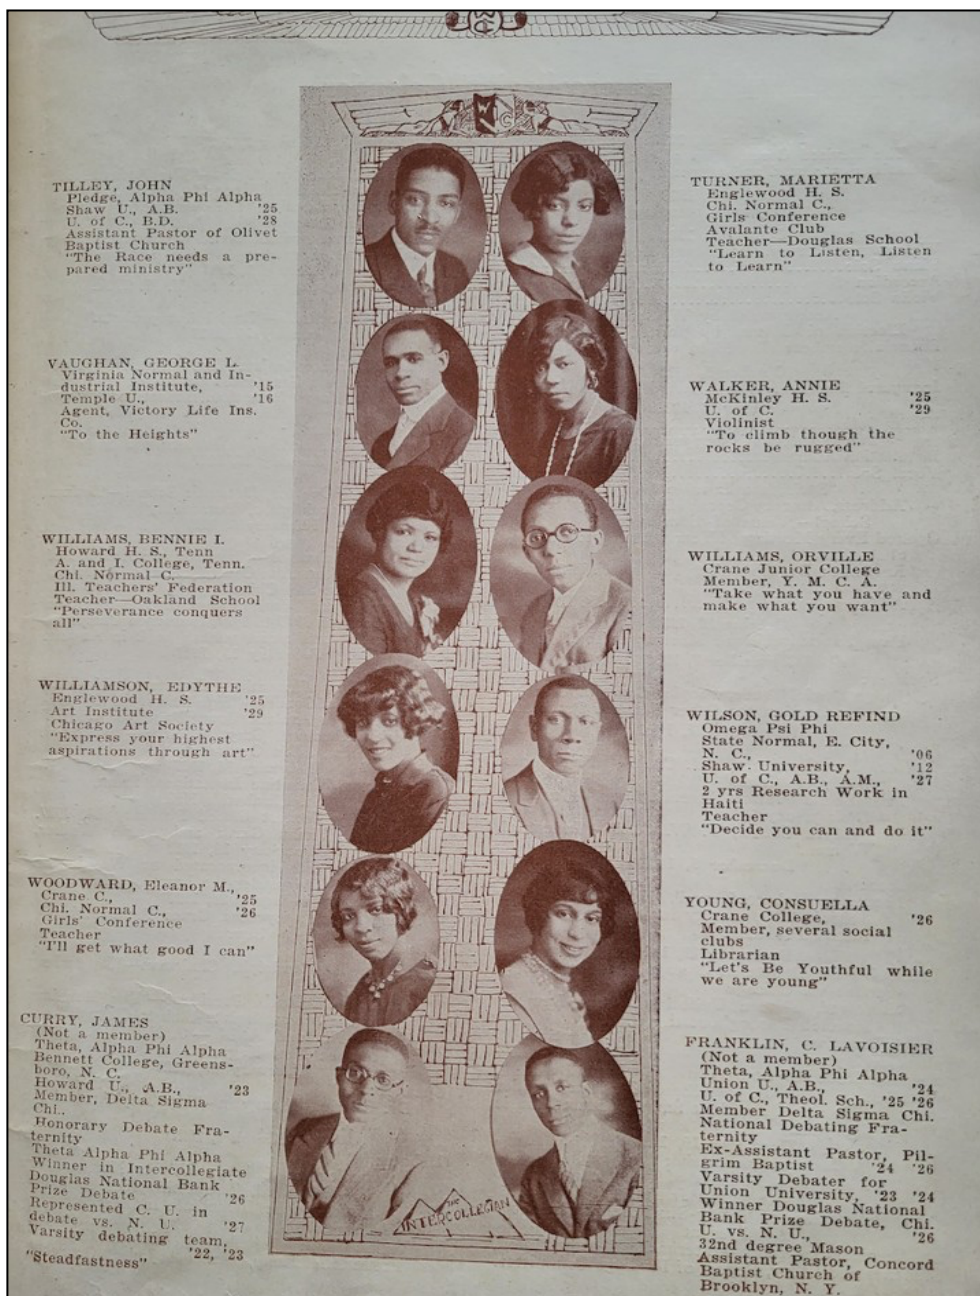 W C
W C
TILLEY, JOHN
Pledge, Alpha Phi Alpha
Shaw U., A.B. '25
U. of C., B.D. '28
Assistant Pastor of Olivet
Baptist Church
"The Race needs a pre-
pared ministry"
TURNER, MARIETTA
Englewood H. S.
Chi. Normal C.,
Girls Conference
Avalante Club
Teacher—Douglas School
"Learn to Listen, Listen
to Learn"
VAUGHAN, GEORGE L.
Virginia Normal and In-
dustrial Institute, '15
Temple U., '16
Agent, Victory Life Ins.
Co.
"To the Heights"
WALKER, ANNIE
McKinley H. S. '25
U. of C. '29
Violinist
"To climb though the
rocks be rugged"
WILLIAMS, BENNIE I.
Howard H. S., Tenn
A. and I. College, Tenn.
Chi. Normal C.
Ill. Teachers' Federation
Teacher—Oakland School
"Perseverance conquers
all"
WILLIAMS, ORVILLE
Crane Junior College
Member, Y. M. C. A.
"Take what you have and
make what you want"
WILLIAMSON, EDYTHE
Englewood H. S. '25
Art Institute '29
Chicago Art Society
"Express your highest
aspirations through art"
WILSON, GOLD REFIND
Omega Psi Phi
State Normal, E. City,
N. C., '06
Shaw University, '12
U. of C., A.B., A.M., '27
2 yrs Research Work in
Haiti
Teacher
"Decide you can and do it"
WOODWARD, Eleanor M.,
Crane C., '25
Chi. Normal C., '26
Girls' Conference
Teacher
"I'll get what good I can"
YOUNG, CONSUELLA
Crane College, '26
Member, several social
clubs
Librarian
"Let's Be Youthful while
we are young"
CURRY, JAMES
(Not a member)
Theta, Alpha Phi Alpha
Bennett College, Greens-
boro, N. C.
Howard U., A.B., '23
Member, Delta Sigma
Chi..
Honorary Debate Fra-
ternity
Theta Alpha Phi Alpha
Winner in Intercollegiate
Douglas National Bank
Prize Debate '26
Represented C. U. in
debate vs. N. U. '27
Varsity debating team,
'22, '23
"Steadfastness"
FRANKLIN, C. LAVOISIER
(Not a member)
Theta, Alpha Phi Alpha
Union U., A.B., '24
U. of C., Theol. Sch., '25 '26
Member Delta Sigma Chi.
National Debating Fra-
ternity
Ex-Assistant Pastor, Pil-
grim Baptist '24 '26
Varsity Debater for
Union University, '23 '24
Winner Douglas National
Bank Prize Debate, Chi.
U. vs. N. U., '26
32nd degree Mason
Assistant Pastor, Concord
Baptist Church of
Brooklyn, N. Y.
THE
INTERCOLLEGIAN